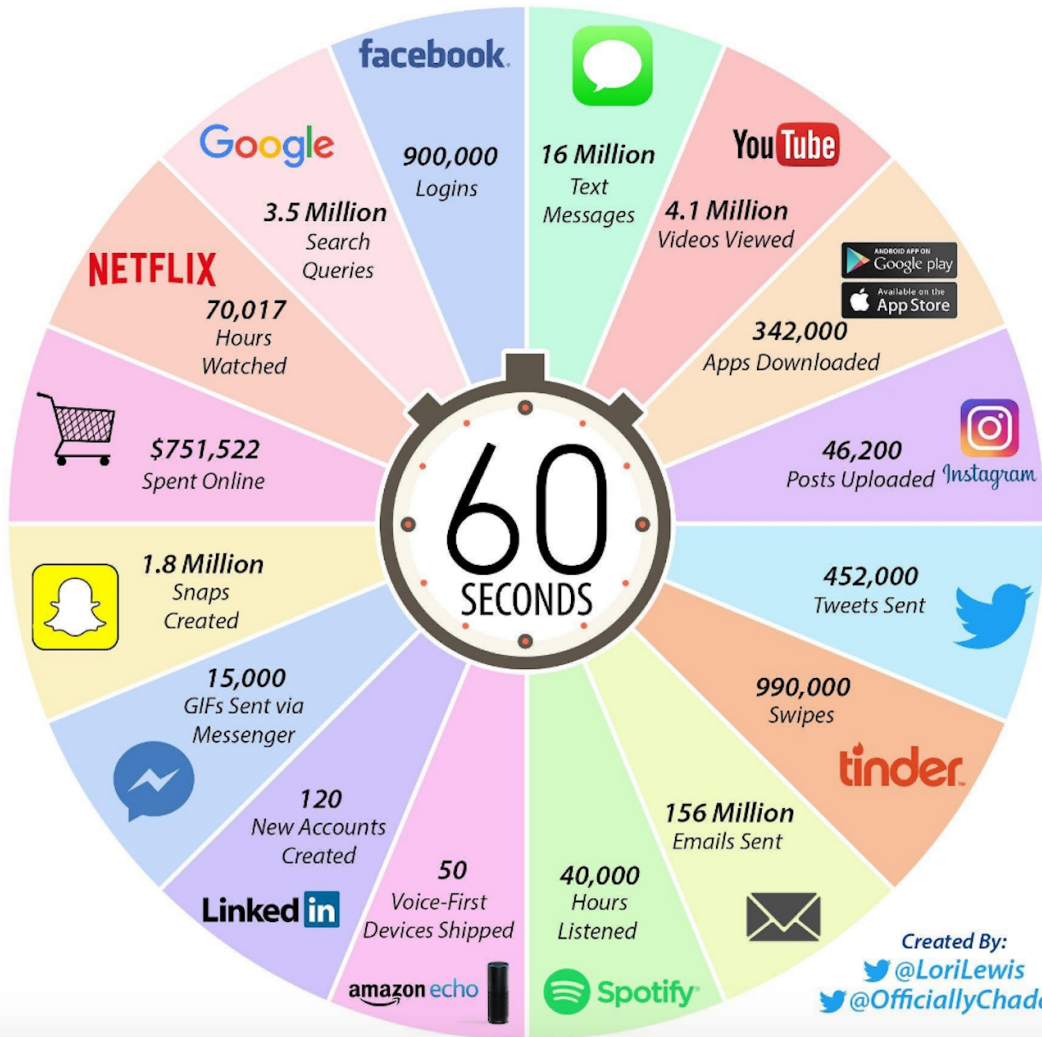 facebook.
900,000
Logins
16 Million
Text
Messages
YouTube
4.1 Million
Videos Viewed
ANDROID APP ON
Google play
Available on the
App Store
342,000
Apps Downloaded
46,200
Posts Uploaded
Instagram
452,000
Tweets Sent
990,000
Swipes
tinder
156 Million
Emails Sent
40,000
Hours
Listened
Spotify
50
Voice-First
Devices Shipped
amazon echo
120
New Accounts
Created
Linked in
15,000
GIFs Sent via
Messenger
1.8 Million
Snaps
Created
$751,522
Spent Online
NETFLIX
70,017
Hours
Watched
Google
3.5 Million
Search
Queries
60
SECONDS
Created By:
@LoriLewis
@OfficiallyChad